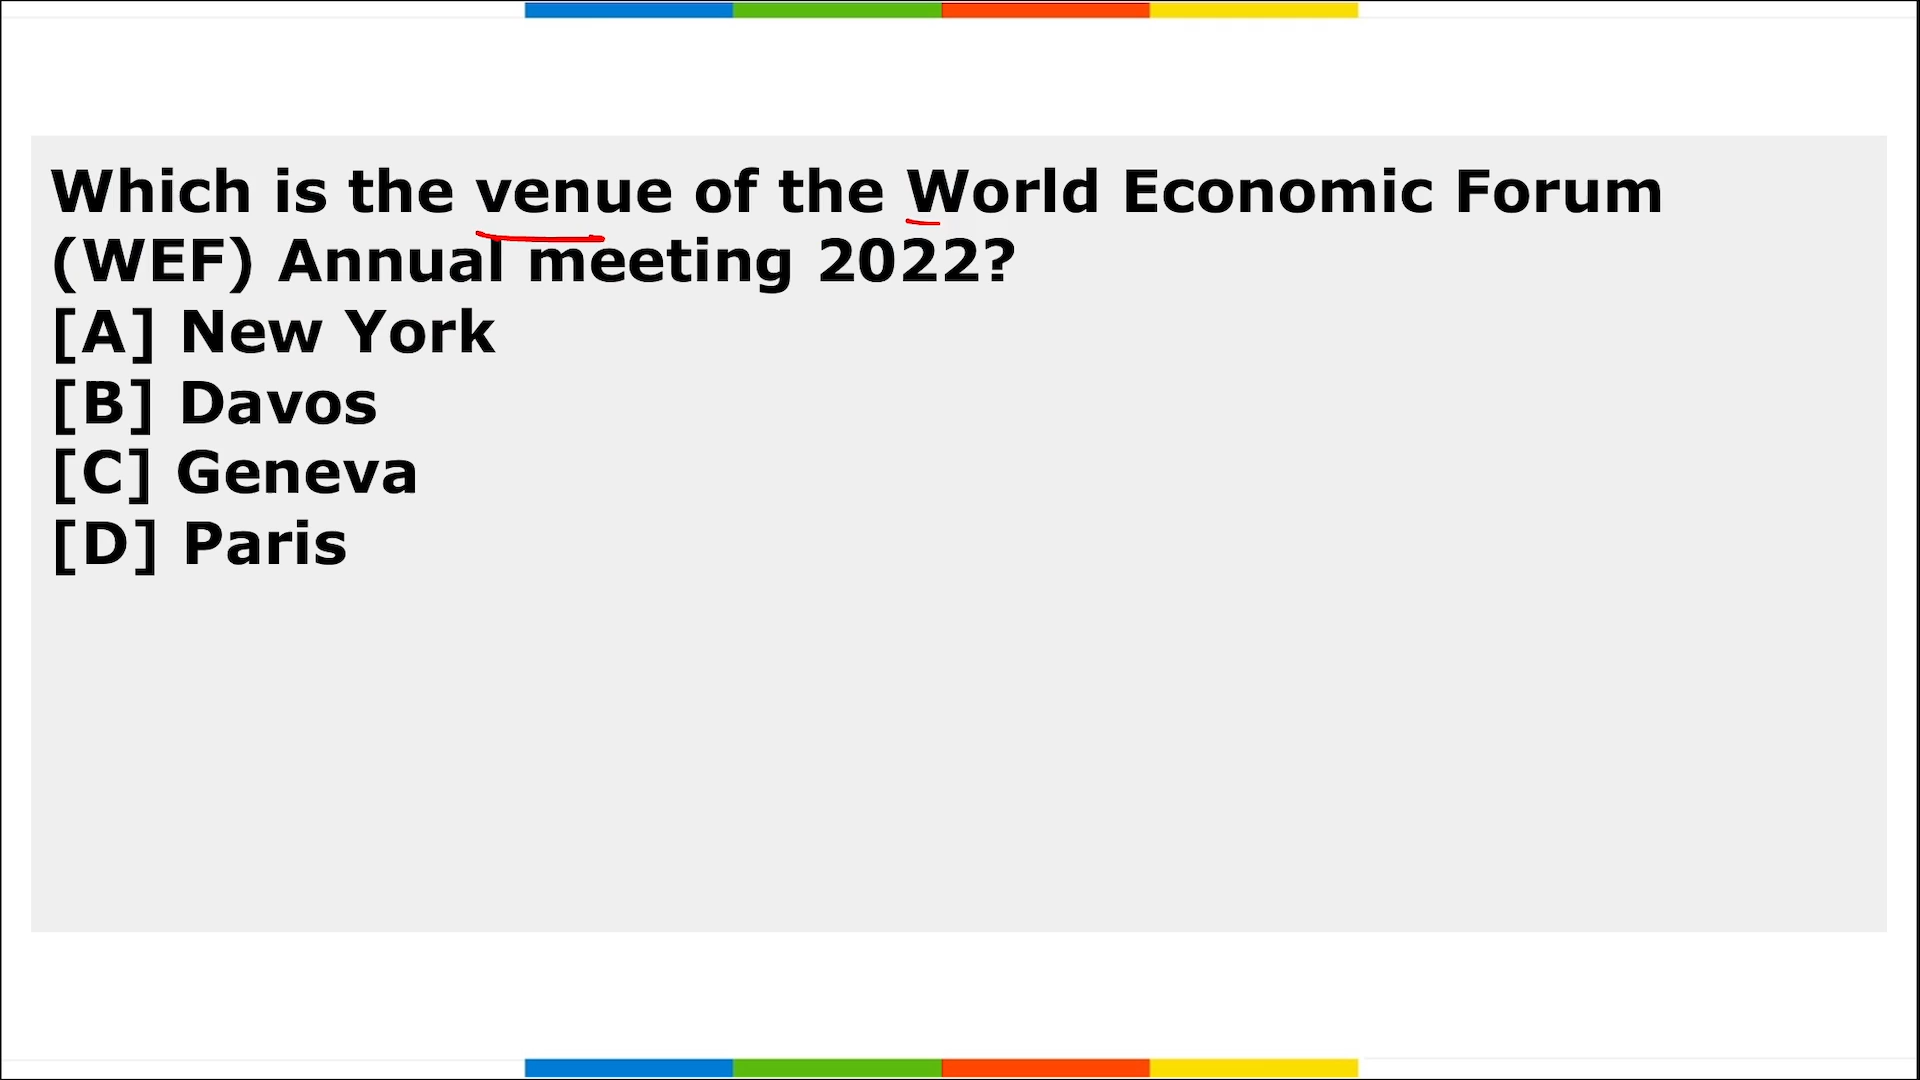 Which is the venue of the World Economic Forum
(WEF) Annual meeting 2022?
[A] New York
[B] Davos
[C] Geneva
[D] Paris